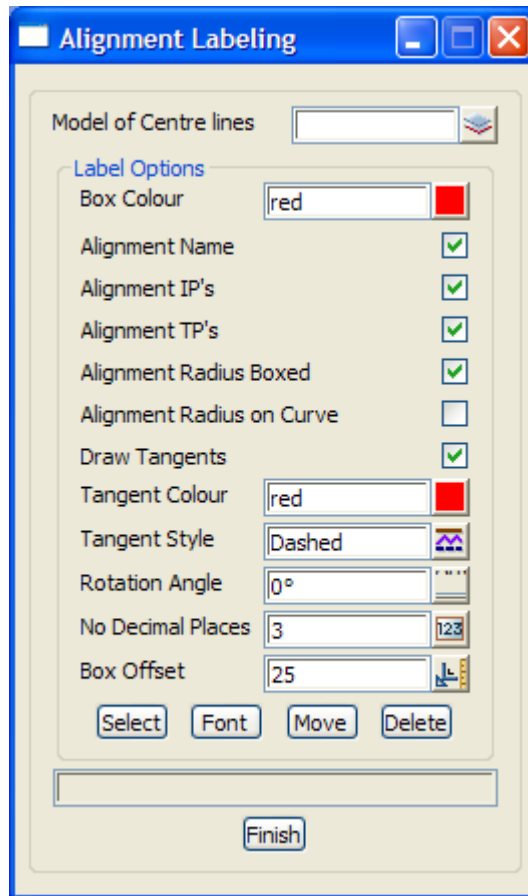 Alignment Labeling
Model of Centre lines
Label Options
Box Colour red
Alignment Name
Alignment IP's
Alignment TP's
Alignment Radius Boxed
Alignment Radius on Curve
Draw Tangents
Tangent Colour red
Tangent Style Dashed
Rotation Angle 0°
No Decimal Places 3 123
Box Offset 25
Select Font Move Delete
Finish